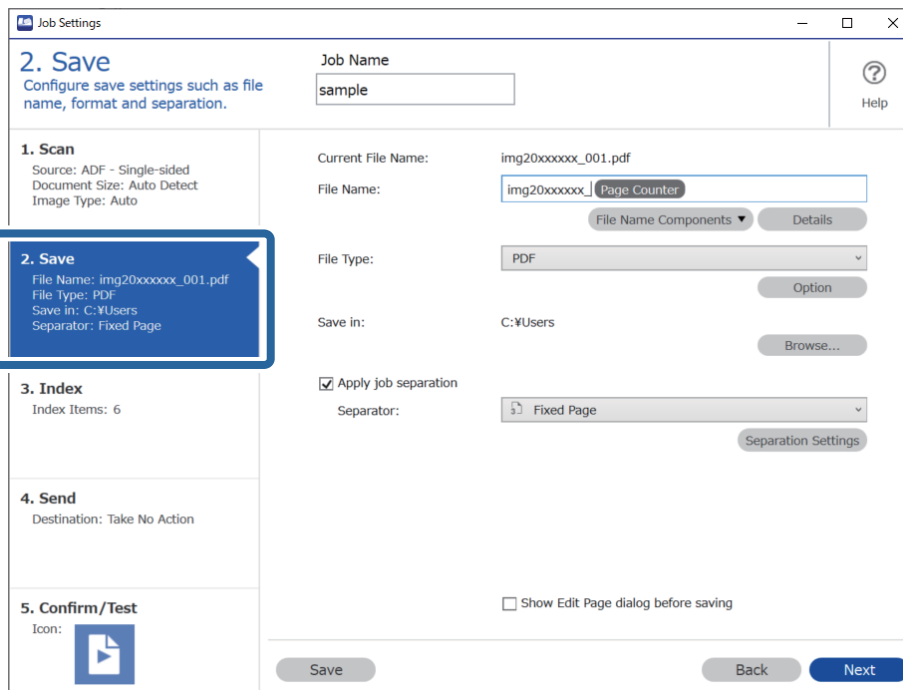 Job Settings
2. Save
Configure save settings such as file
name, format and separation.
Job Name
sample
Help
1. Scan
Source: ADF - Single-sided
Document Size: Auto Detect
Image Type: Auto
2. Save
File Name: img20xxxxxx_001.pdf
File Type: PDF
Save in: C:¥Users
Separator: Fixed Page
3. Index
Index Items: 6
4. Send
Destination: Take No Action
5. Confirm/Test
Icon:
Current File Name: img20xxxxxx_001.pdf
File Name: img20xxxxxx_ Page Counter
File Name Components ▼ Details
File Type: PDF
Option
Save in: C:¥Users
Browse...
Apply job separation
Separator: Fixed Page
Separation Settings
Show Edit Page dialog before saving
Save Back Next